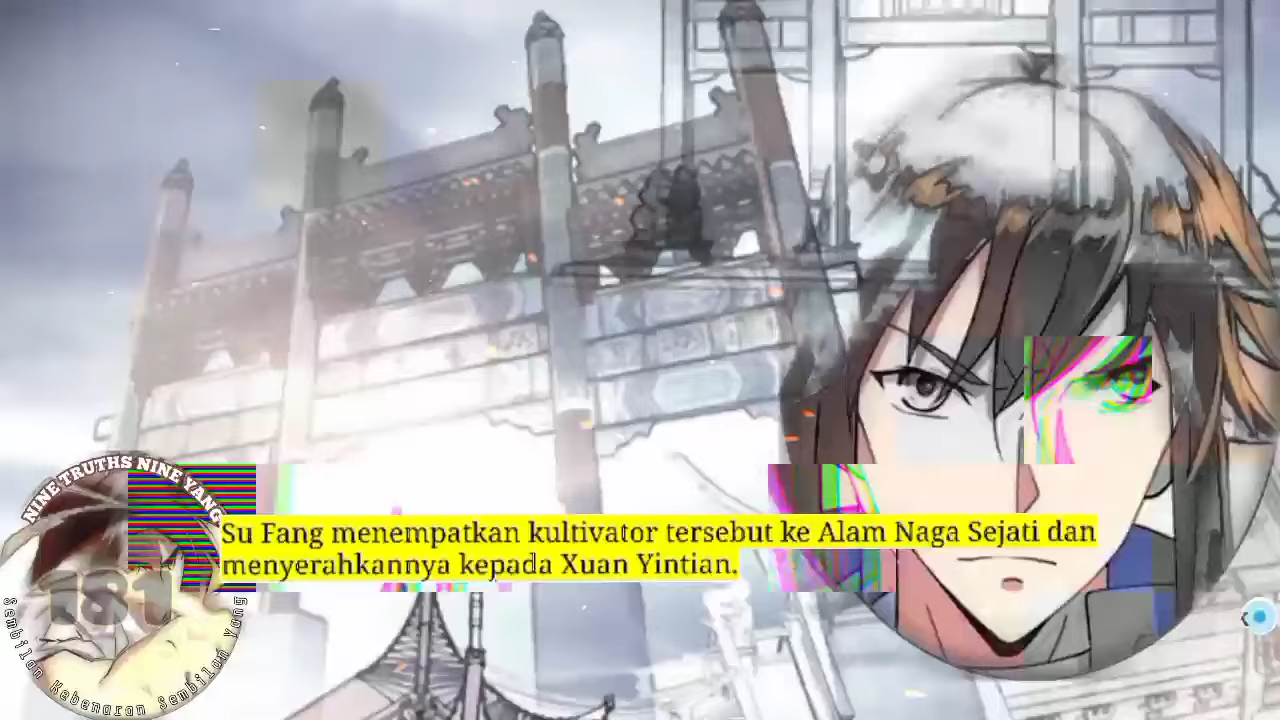 NINE TRUTHS NINE YANG
Su Fang menempatkan kultivator tersebut ke Alam Naga Sejati dan
menyerahkannya kepada Xuan Yintian.
181
Sembilan Kebenaran Sembilan Yang